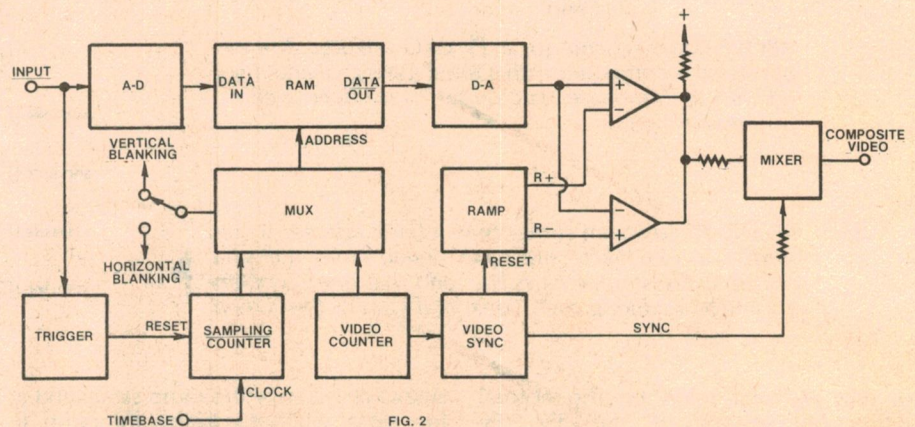 +
INPUT
A-D
DATA
IN
RAM
DATA
OUT
D-A
+
−
VERTICAL
BLANKING
ADDRESS
COMPOSITE
VIDEO
MIXER
R+
MUX
RAMP
R−
−
+
HORIZONTAL
BLANKING
RESET
TRIGGER
RESET
SAMPLING
COUNTER
VIDEO
COUNTER
VIDEO
SYNC
SYNC
CLOCK
TIMEBASE
FIG. 2